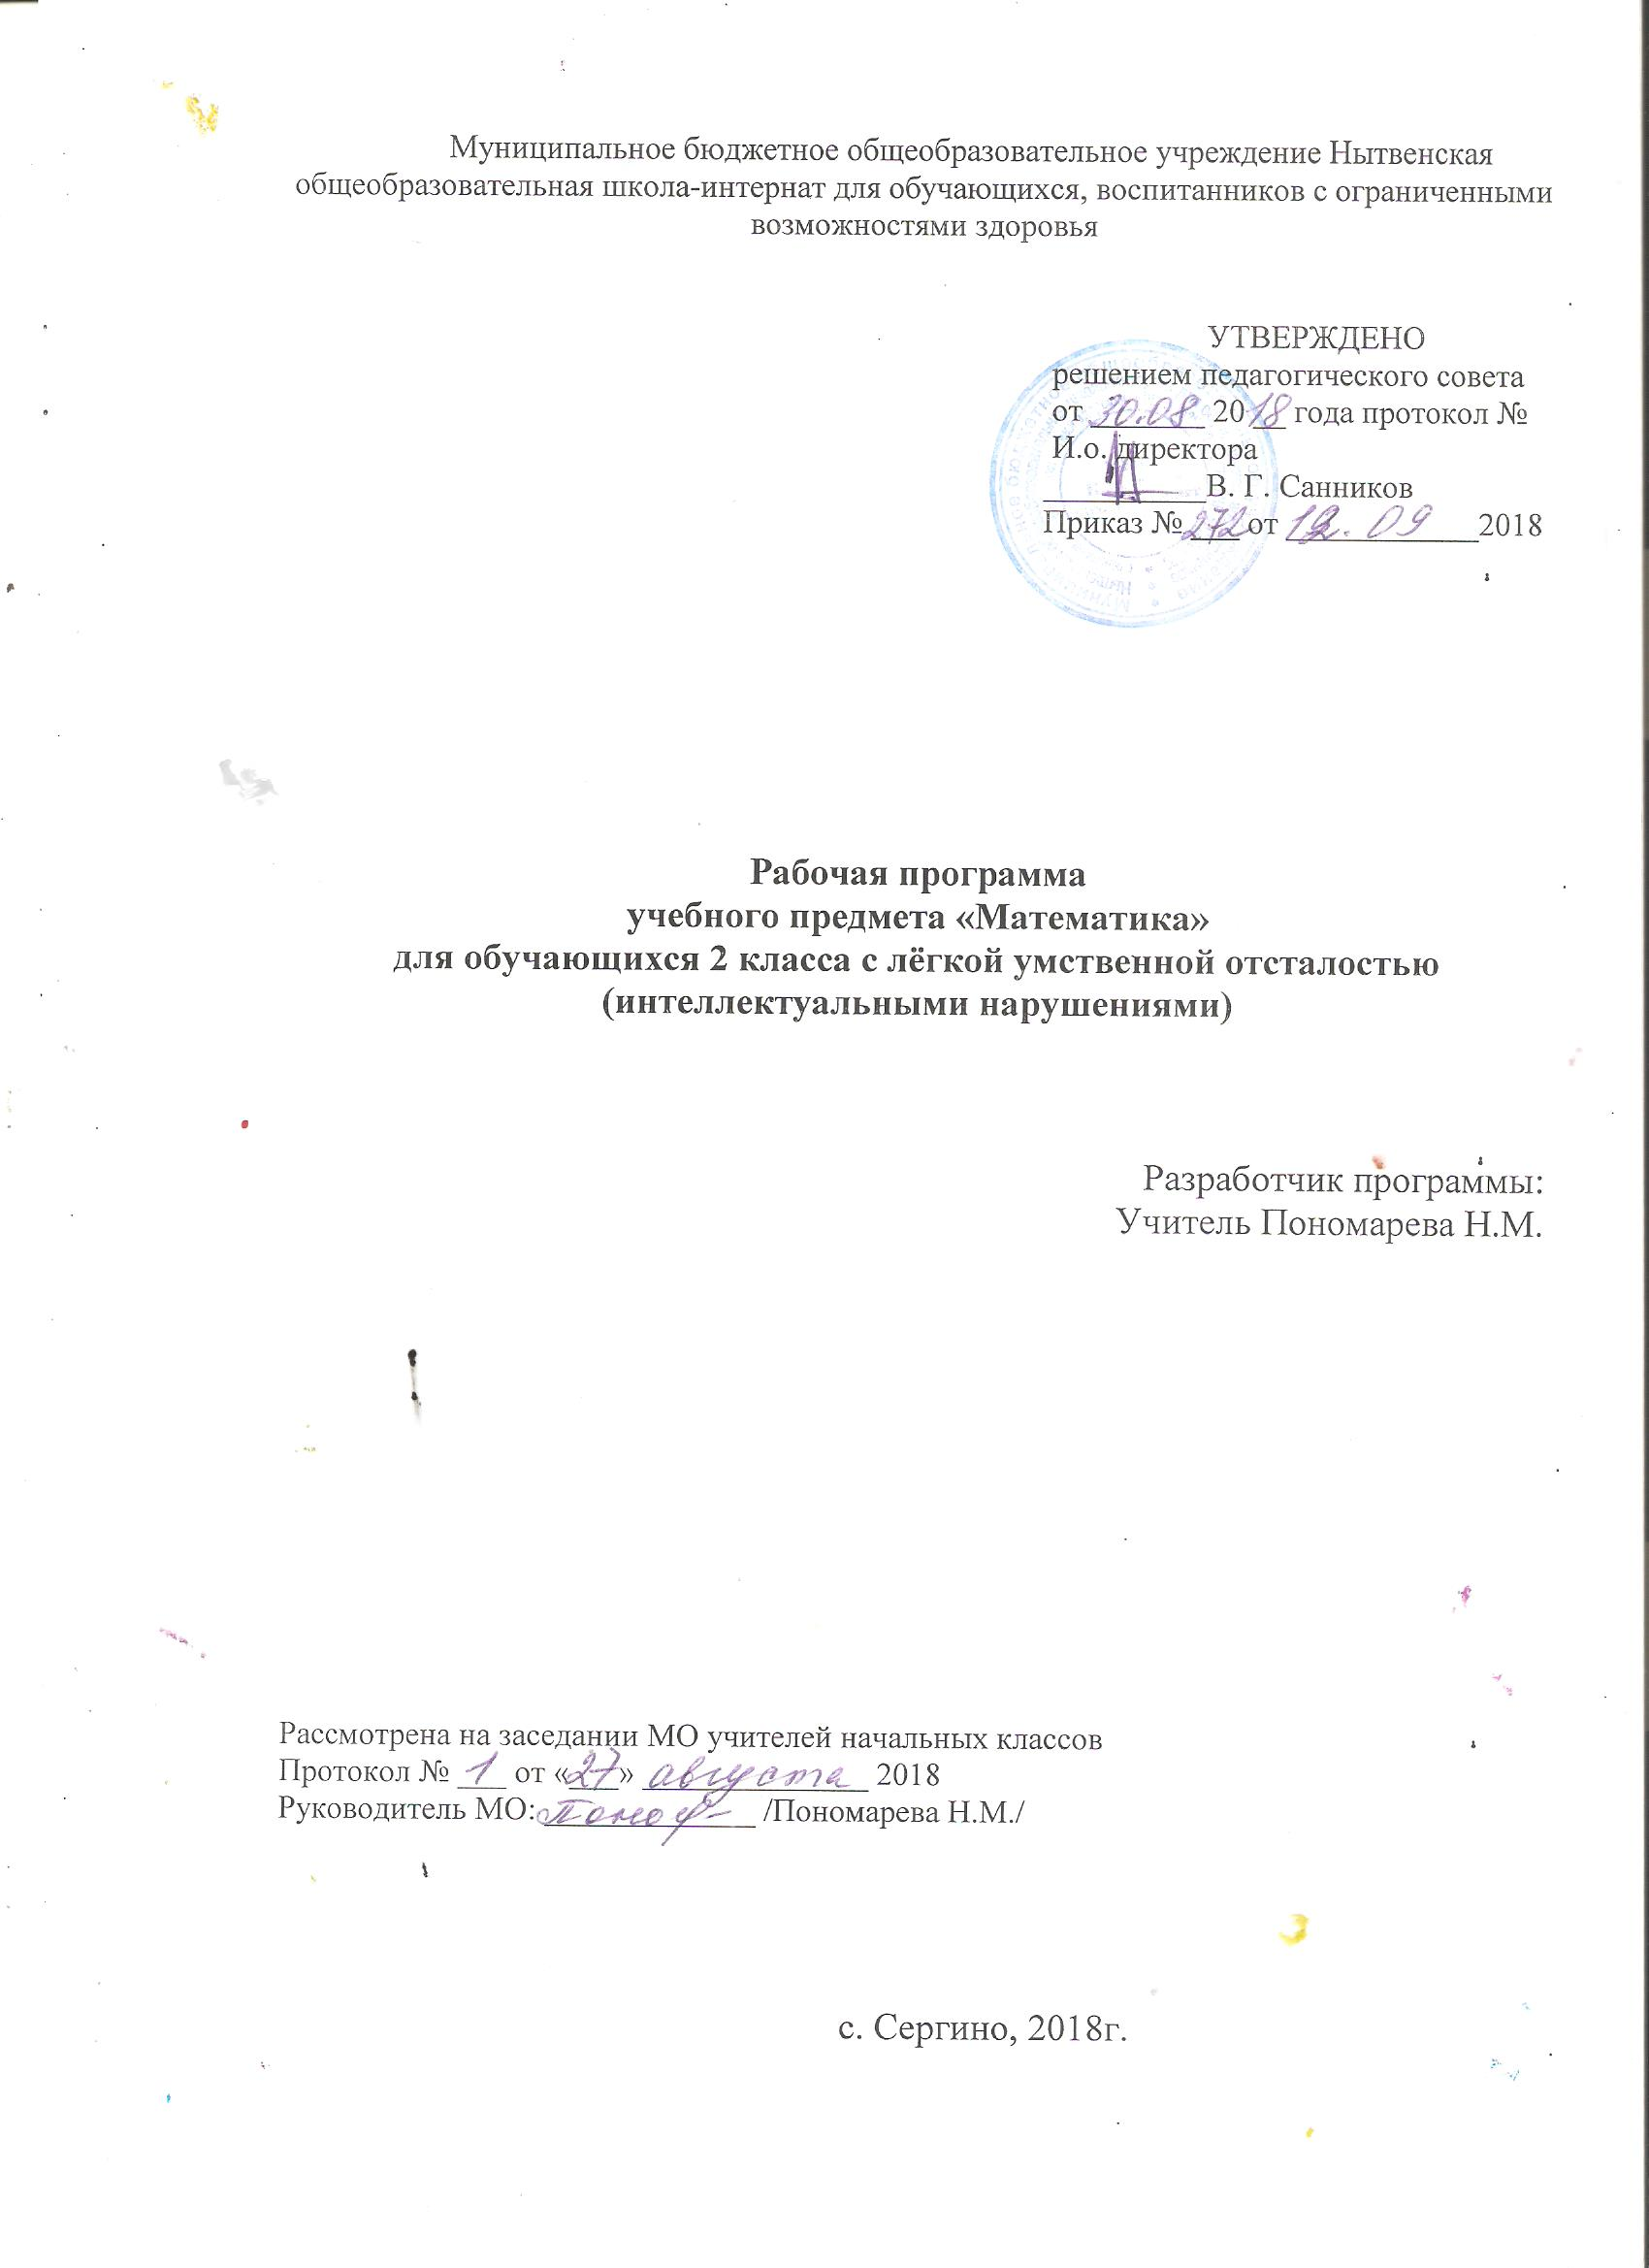 Муниципальное бюджетное общеобразовательное учреждение Нытвенская
общеобразовательная школа-интернат для обучающихся, воспитанников с ограниченными
возможностями здоровья
УТВЕРЖДЕНО
решением педагогического совета
от 30.08 2018 года протокол №
И.о. директора
В. Г. Санников
Приказ № 272 от 12.09 2018
Рабочая программа
учебного предмета «Математика»
для обучающихся 2 класса с лёгкой умственной отсталостью
(интеллектуальными нарушениями)
Разработчик программы:
Учитель Пономарева Н.М.
Рассмотрена на заседании МО учителей начальных классов
Протокол № 1 от «27» августа 2018
Руководитель МО: /Пономарева Н.М./
с. Сергино, 2018г.